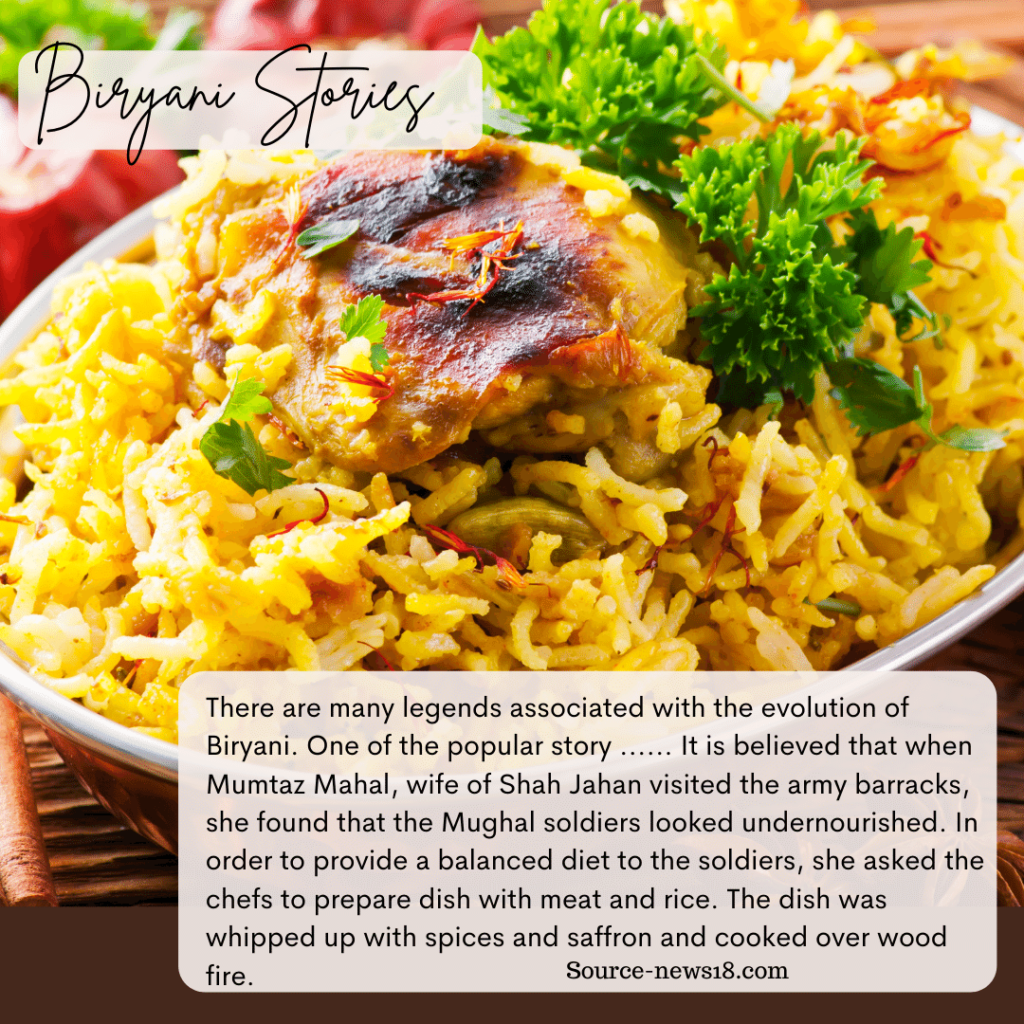 Biryani Stories
There are many legends associated with the evolution of
Biryani. One of the popular story ...... It is believed that when
Mumtaz Mahal, wife of Shah Jahan visited the army barracks,
she found that the Mughal soldiers looked undernourished. In
order to provide a balanced diet to the soldiers, she asked the
chefs to prepare dish with meat and rice. The dish was
whipped up with spices and saffron and cooked over wood
fire.
Source-news18.com